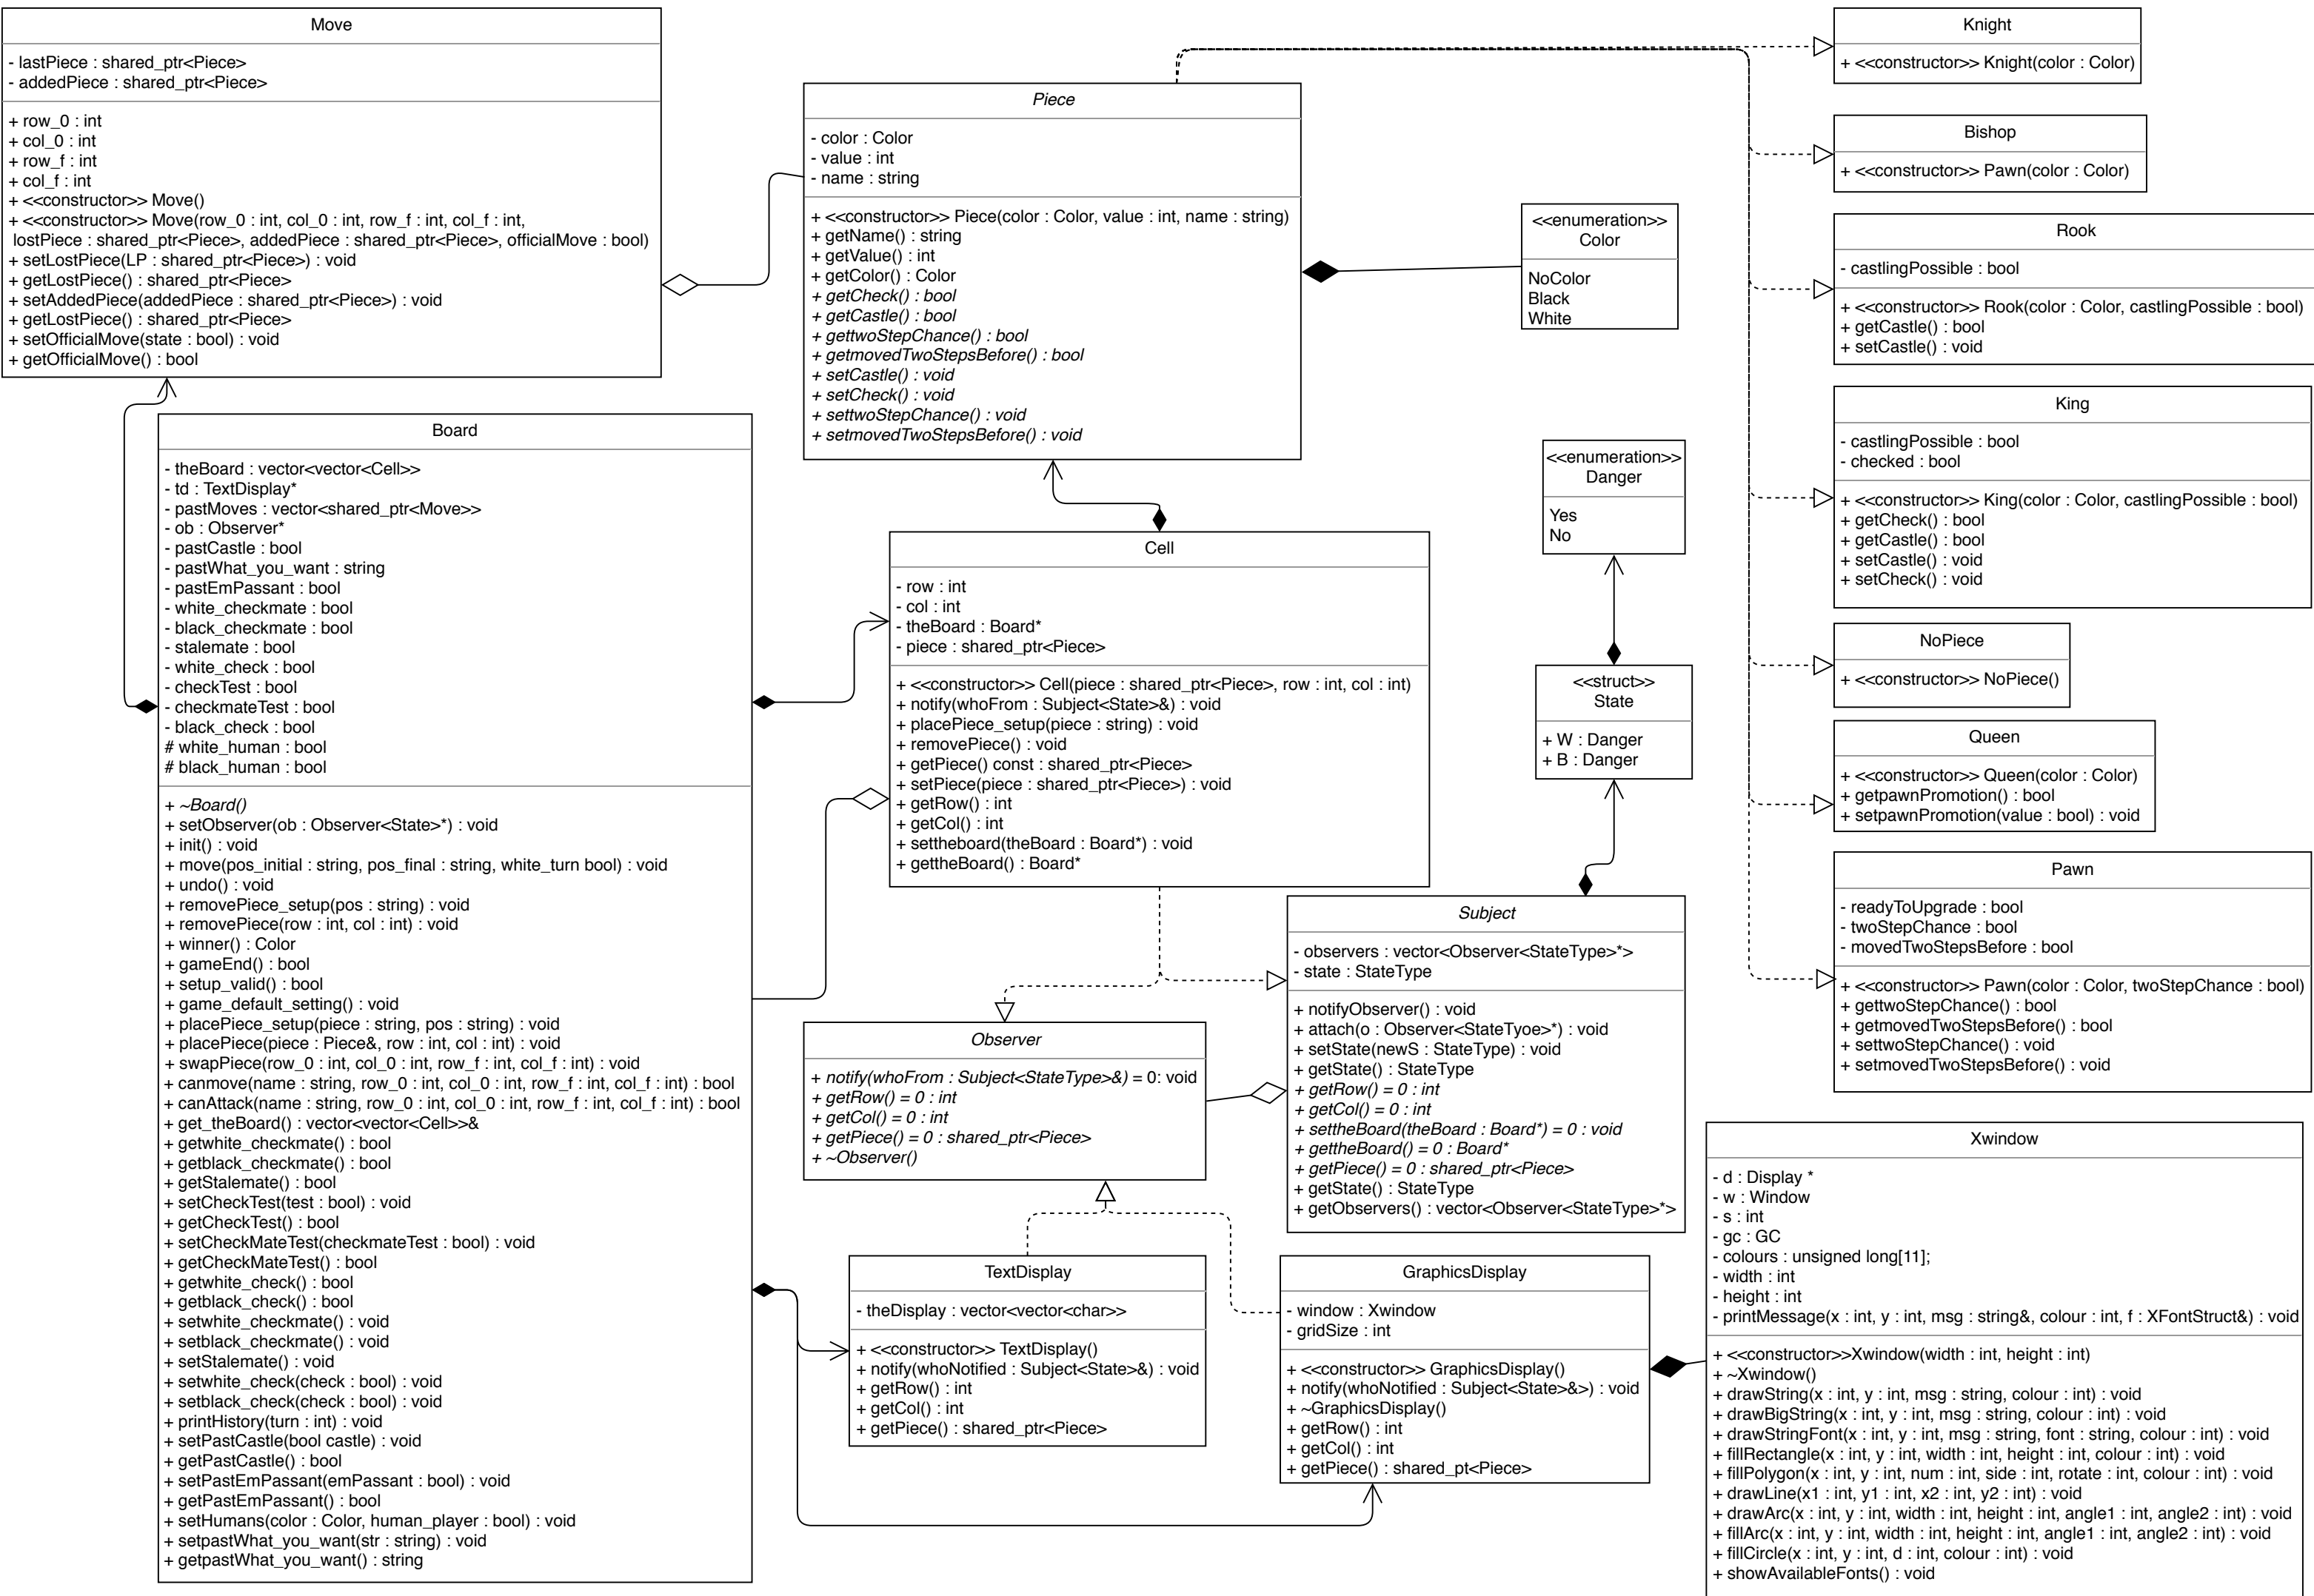 Move
- lastPiece : shared_ptr<Piece>
- addedPiece : shared_ptr<Piece>
+ row_0 : int
+ col_0 : int
+ row_f : int
+ col_f : int
+ <<constructor>> Move()
+ <<constructor>> Move(row_0 : int, col_0 : int, row_f : int, col_f : int,
lostPiece : shared_ptr<Piece>, addedPiece : shared_ptr<Piece>, officialMove : bool)
+ setLostPiece(LP : shared_ptr<Piece>) : void
+ getLostPiece() : shared_ptr<Piece>
+ setAddedPiece(addedPiece : shared_ptr<Piece>) : void
+ getLostPiece() : shared_ptr<Piece>
+ setOfficialMove(state : bool) : void
+ getOfficialMove() : bool
Piece
- color : Color
- value : int
- name : string
+ <<constructor>> Piece(color : Color, value : int, name : string)
+ getName() : string
+ getValue() : int
+ getColor() : Color
+ getCheck() : bool
+ getCastle() : bool
+ gettwoStepChance() : bool
+ getmovedTwoStepsBefore() : bool
+ setCastle() : void
+ setCheck() : void
+ settwoStepChance() : void
+ setmovedTwoStepsBefore() : void
<<enumeration>>
Color
NoColor
Black
White
Knight
+ <<constructor>> Knight(color : Color)
Bishop
+ <<constructor>> Pawn(color : Color)
Rook
- castlingPossible : bool
+ <<constructor>> Rook(color : Color, castlingPossible : bool)
+ getCastle() : bool
+ setCastle() : void
King
- castlingPossible : bool
- checked : bool
+ <<constructor>> King(color : Color, castlingPossible : bool)
+ getCheck() : bool
+ getCastle() : bool
+ setCastle() : void
+ setCheck() : void
NoPiece
+ <<constructor>> NoPiece()
Queen
+ <<constructor>> Queen(color : Color)
+ getpawnPromotion() : bool
+ setpawnPromotion(value : bool) : void
Pawn
- readyToUpgrade : bool
- twoStepChance : bool
- movedTwoStepsBefore : bool
+ <<constructor>> Pawn(color : Color, twoStepChance : bool)
+ gettwoStepChance() : bool
+ getmovedTwoStepsBefore() : bool
+ settwoStepChance() : void
+ setmovedTwoStepsBefore() : void
Board
- theBoard : vector<vector<Cell>>
- td : TextDisplay*
- pastMoves : vector<shared_ptr<Move>>
- ob : Observer*
- pastCastle : bool
- pastWhat_you_want : string
- pastEmPassant : bool
- white_checkmate : bool
- black_checkmate : bool
- stalemate : bool
- white_check : bool
- checkTest : bool
- checkmateTest : bool
- black_check : bool
# white_human : bool
# black_human : bool
+ ~Board()
+ setObserver(ob : Observer<State>*) : void
+ init() : void
+ move(pos_initial : string, pos_final : string, white_turn bool) : void
+ undo() : void
+ removePiece_setup(pos : string) : void
+ removePiece(row : int, col : int) : void
+ winner() : Color
+ gameEnd() : bool
+ setup_valid() : bool
+ game_default_setting() : void
+ placePiece_setup(piece : string, pos : string) : void
+ placePiece(piece : Piece&, row : int, col : int) : void
+ swapPiece(row_0 : int, col_0 : int, row_f : int, col_f : int) : void
+ canmove(name : string, row_0 : int, col_0 : int, row_f : int, col_f : int) : bool
+ canAttack(name : string, row_0 : int, col_0 : int, row_f : int, col_f : int) : bool
+ get_theBoard() : vector<vector<Cell>>&
+ getwhite_checkmate() : bool
+ getblack_checkmate() : bool
+ getStalemate() : bool
+ setCheckTest(test : bool) : void
+ getCheckTest() : bool
+ setCheckMateTest(checkmateTest : bool) : void
+ getCheckMateTest() : bool
+ getwhite_check() : bool
+ getblack_check() : bool
+ setwhite_checkmate() : void
+ setblack_checkmate() : void
+ setStalemate() : void
+ setwhite_check(check : bool) : void
+ setblack_check(check : bool) : void
+ printHistory(turn : int) : void
+ setPastCastle(bool castle) : void
+ getPastCastle() : bool
+ setPastEmPassant(emPassant : bool) : void
+ getPastEmPassant() : bool
+ setHumans(color : Color, human_player : bool) : void
+ setpastWhat_you_want(str : string) : void
+ getpastWhat_you_want() : string
Cell
- row : int
- col : int
- theBoard : Board*
- piece : shared_ptr<Piece>
+ <<constructor>> Cell(piece : shared_ptr<Piece>, row : int, col : int)
+ notify(whoFrom : Subject<State>&) : void
+ placePiece_setup(piece : string) : void
+ removePiece() : void
+ getPiece() const : shared_ptr<Piece>
+ setPiece(piece : shared_ptr<Piece>) : void
+ getRow() : int
+ getCol() : int
+ settheboard(theBoard : Board*) : void
+ gettheBoard() : Board*
<<enumeration>>
Danger
Yes
No
<<struct>>
State
+ W : Danger
+ B : Danger
Subject
- observers : vector<Observer<StateType>*>
- state : StateType
+ notifyObserver() : void
+ attach(o : Observer<StateTyoe>*) : void
+ setState(newS : StateType) : void
+ getState() : StateType
+ getRow() = 0 : int
+ getCol() = 0 : int
+ settheBoard(theBoard : Board*) = 0 : void
+ gettheBoard() = 0 : Board*
+ getPiece() = 0 : shared_ptr<Piece>
+ getState() : StateType
+ getObservers() : vector<Observer<StateType>*>
Observer
+ notify(whoFrom : Subject<StateType>&) = 0: void
+ getRow() = 0 : int
+ getCol() = 0 : int
+ getPiece() = 0 : shared_ptr<Piece>
+ ~Observer()
TextDisplay
- theDisplay : vector<vector<char>>
+ <<constructor>> TextDisplay()
+ notify(whoNotified : Subject<State>&) : void
+ getRow() : int
+ getCol() : int
+ getPiece() : shared_ptr<Piece>
GraphicsDisplay
- window : Xwindow
- gridSize : int
+ <<constructor>> GraphicsDisplay()
+ notify(whoNotified : Subject<State>&>) : void
+ ~GraphicsDisplay()
+ getRow() : int
+ getCol() : int
+ getPiece() : shared_pt<Piece>
Xwindow
- d : Display *
- w : Window
- s : int
- gc : GC
- colours : unsigned long[11];
- width : int
- height : int
- printMessage(x : int, y : int, msg : string&, colour : int, f : XFontStruct&) : void
+ <<constructor>>Xwindow(width : int, height : int)
+ ~Xwindow()
+ drawString(x : int, y : int, msg : string, colour : int) : void
+ drawBigString(x : int, y : int, msg : string, colour : int) : void
+ drawStringFont(x : int, y : int, msg : string, font : string, colour : int) : void
+ fillRectangle(x : int, y : int, width : int, height : int, colour : int) : void
+ fillPolygon(x : int, y : int, num : int, side : int, rotate : int, colour : int) : void
+ drawLine(x1 : int, y1 : int, x2 : int, y2 : int) : void
+ drawArc(x : int, y : int, width : int, height : int, angle1 : int, angle2 : int) : void
+ fillArc(x : int, y : int, width : int, height : int, angle1 : int, angle2 : int) : void
+ fillCircle(x : int, y : int, d : int, colour : int) : void
+ showAvailableFonts() : void